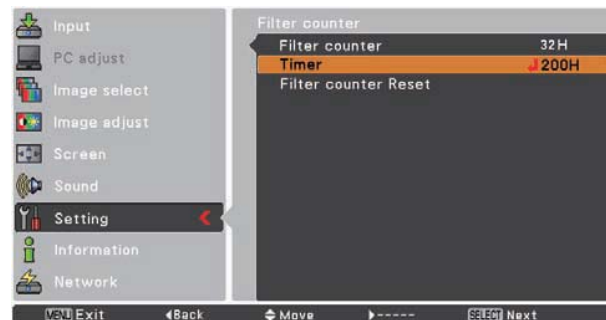 Input
PC adjust
Image select
Image adjust
Screen
Sound
Setting
Information
Network
Filter counter
Filter counter 32H
Timer 200H
Filter counter Reset
MENU Exit ◀Back Move ▶----- SELECT Next